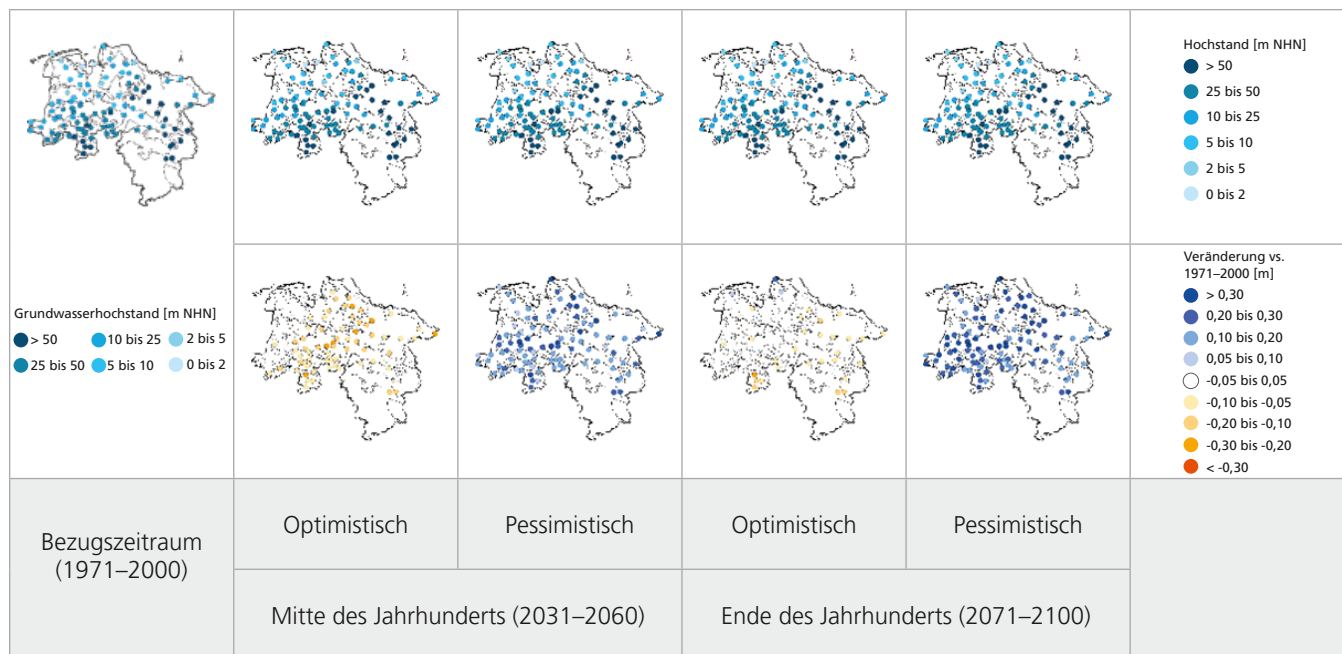 Hochstand [m NHN]
> 50
25 bis 50
10 bis 25
5 bis 10
2 bis 5
0 bis 2
Grundwasserhochstand [m NHN]
> 50
10 bis 25
2 bis 5
25 bis 50
5 bis 10
0 bis 2
Veränderung vs.
1971–2000 [m]
> 0,30
0,20 bis 0,30
0,10 bis 0,20
0,05 bis 0,10
-0,05 bis 0,05
-0,10 bis -0,05
-0,20 bis -0,10
-0,30 bis -0,20
< -0,30
Bezugszeitraum
(1971–2000)
Optimistisch
Pessimistisch
Optimistisch
Pessimistisch
Mitte des Jahrhunderts (2031–2060)
Ende des Jahrhunderts (2071–2100)